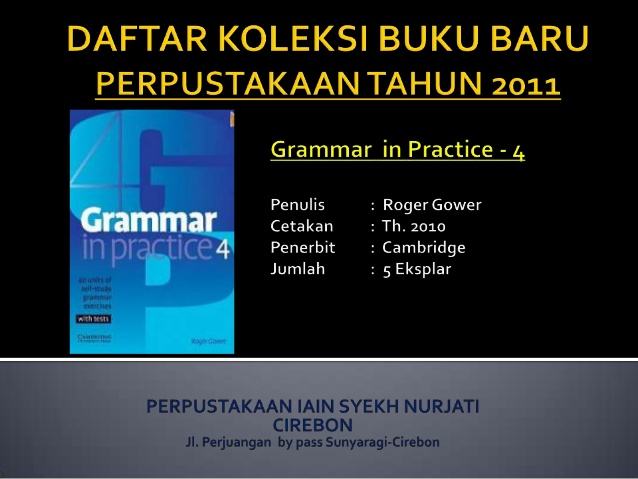 DAFTAR KOLEKSI BUKU BARU
PERPUSTAKAAN TAHUN 2011
Grammar
in practice 4
40 units of
self-study
grammar
exercises
with tests
Roger Gower
Grammar in Practice - 4
Penulis : Roger Gower
Cetakan : Th. 2010
Penerbit : Cambridge
Jumlah : 5 Eksplar
PERPUSTAKAAN IAIN SYEKH NURJATI
CIREBON
Jl. Perjuangan by pass Sunyaragi-Cirebon